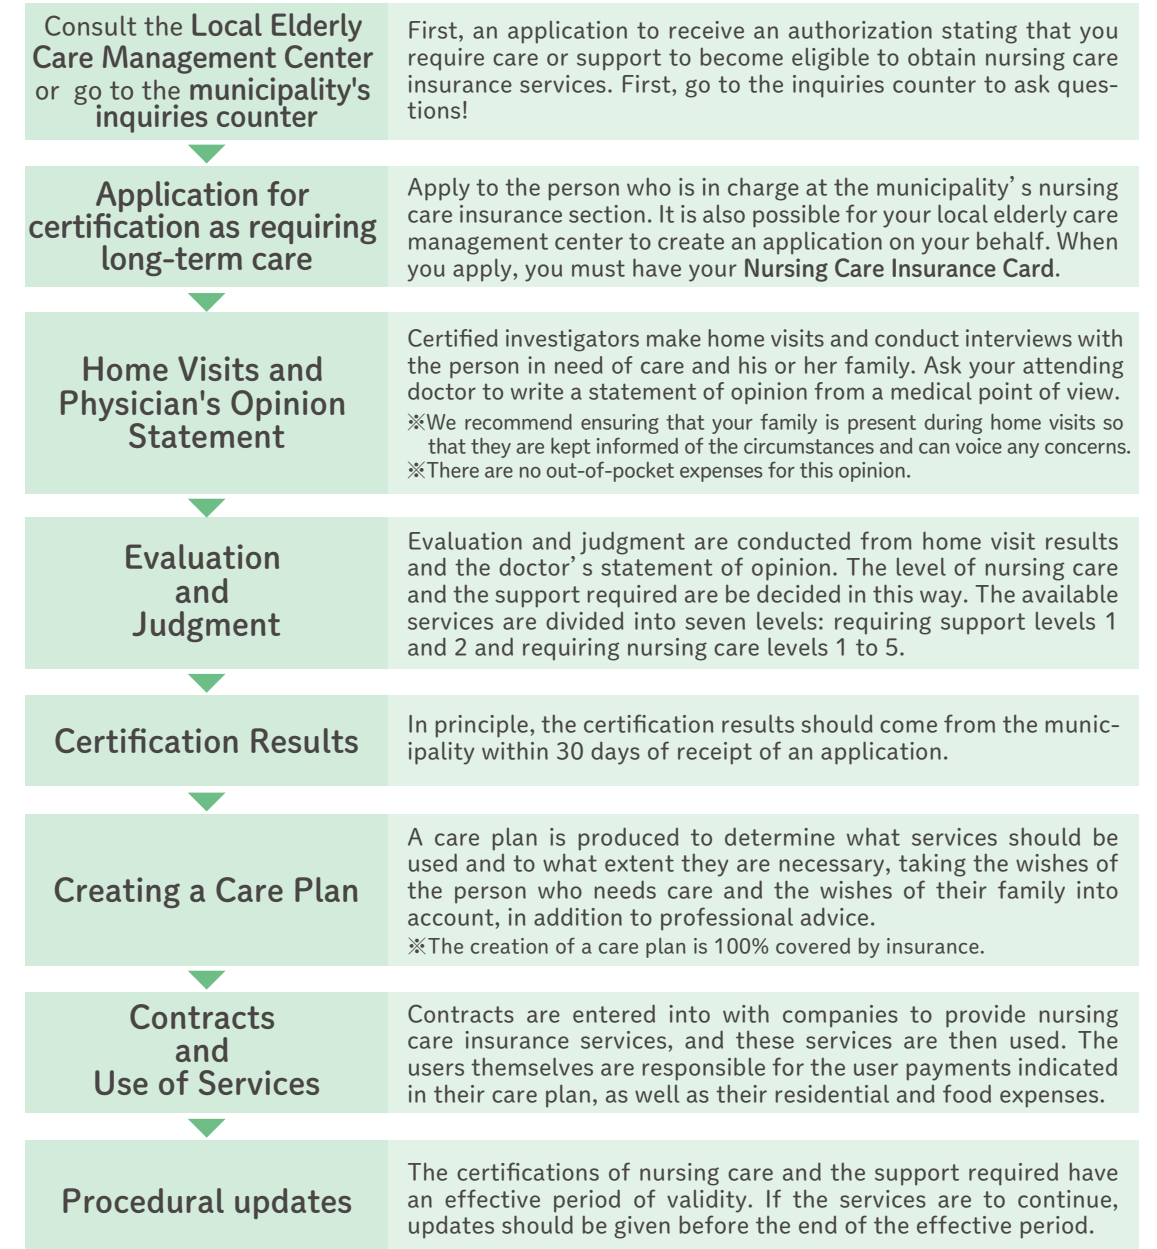 Consult the Local Elderly
Care Management Center
or go to the municipality's
inquiries counter
First, an application to receive an authorization stating that you
require care or support to become eligible to obtain nursing care
insurance services. First, go to the inquiries counter to ask ques-
tions!
Application for
certification as requiring
long-term care
Apply to the person who is in charge at the municipality’s nursing
care insurance section. It is also possible for your local elderly care
management center to create an application on your behalf. When
you apply, you must have your Nursing Care Insurance Card.
Home Visits and
Physician's Opinion
Statement
Certified investigators make home visits and conduct interviews with
the person in need of care and his or her family. Ask your attending
doctor to write a statement of opinion from a medical point of view.
※We recommend ensuring that your family is present during home visits so
that they are kept informed of the circumstances and can voice any concerns.
※There are no out-of-pocket expenses for this opinion.
Evaluation
and
Judgment
Evaluation and judgment are conducted from home visit results
and the doctor’s statement of opinion. The level of nursing care
and the support required are be decided in this way. The available
services are divided into seven levels: requiring support levels 1
and 2 and requiring nursing care levels 1 to 5.
Certification Results
In principle, the certification results should come from the munic-
ipality within 30 days of receipt of an application.
Creating a Care Plan
A care plan is produced to determine what services should be
used and to what extent they are necessary, taking the wishes of
the person who needs care and the wishes of their family into
account, in addition to professional advice.
※The creation of a care plan is 100% covered by insurance.
Contracts
and
Use of Services
Contracts are entered into with companies to provide nursing
care insurance services, and these services are then used. The
users themselves are responsible for the user payments indicated
in their care plan, as well as their residential and food expenses.
Procedural updates
The certifications of nursing care and the support required have
an effective period of validity. If the services are to continue,
updates should be given before the end of the effective period.